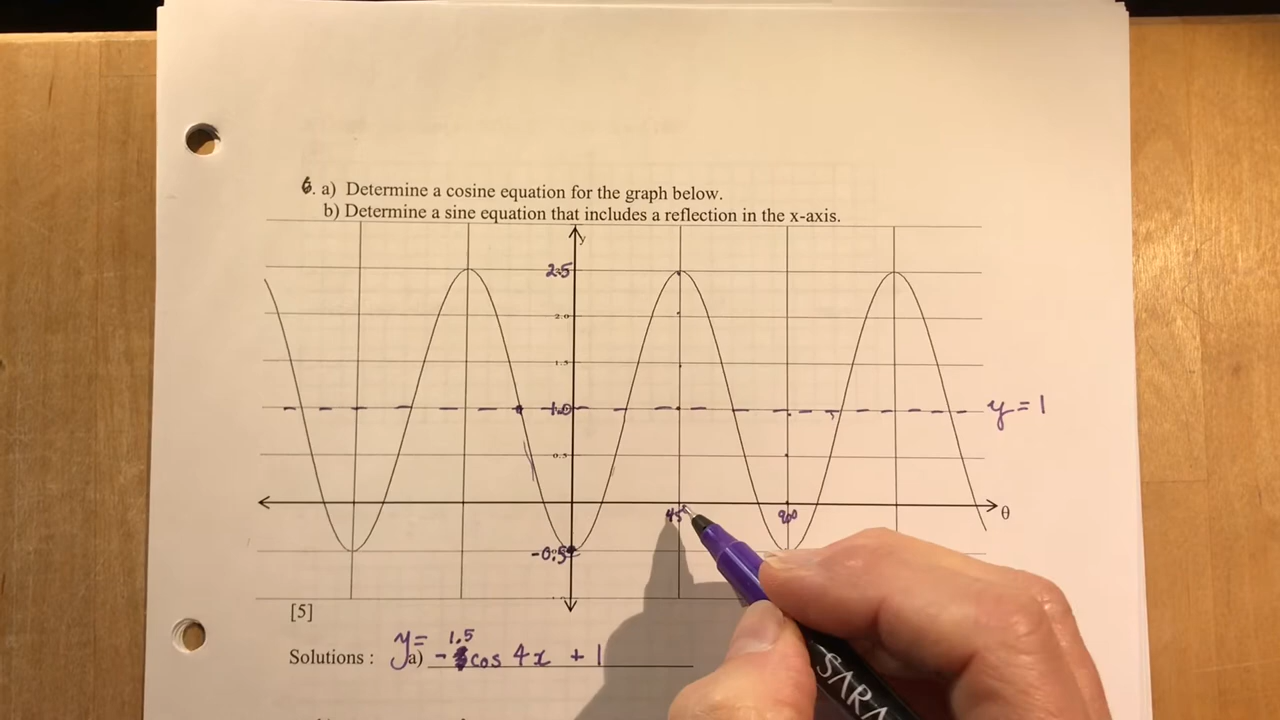 6. a) Determine a cosine equation for the graph below.
b) Determine a sine equation that includes a reflection in the x-axis.
y
2.5
2.0
1.5
1.0
y = 1
0.5
θ
45°
90°
-0.5
[5]
Solutions : a) y = -1.5 cos 4x + 1
SARA